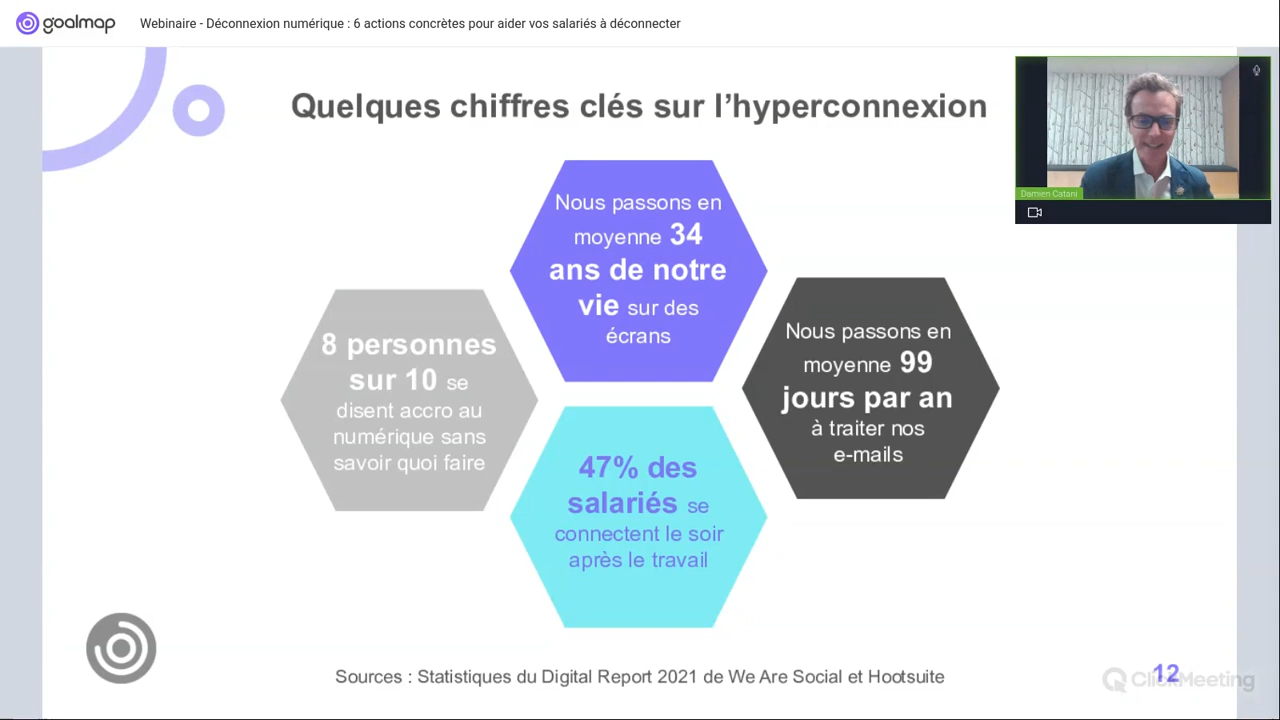 goalmap
Webinaire - Déconnexion numérique : 6 actions concrètes pour aider vos salariés à déconnecter
Quelques chiffres clés sur l’hyperconnexion
Damien Catani
Nous passons en
moyenne 34
ans de notre
vie sur des
écrans
8 personnes
sur 10 se
disent accro au
numérique sans
savoir quoi faire
Nous passons en
moyenne 99
jours par an
à traiter nos
e-mails
47% des
salariés se
connectent le soir
après le travail
Sources : Statistiques du Digital Report 2021 de We Are Social et Hootsuite
12
ClickMeeting